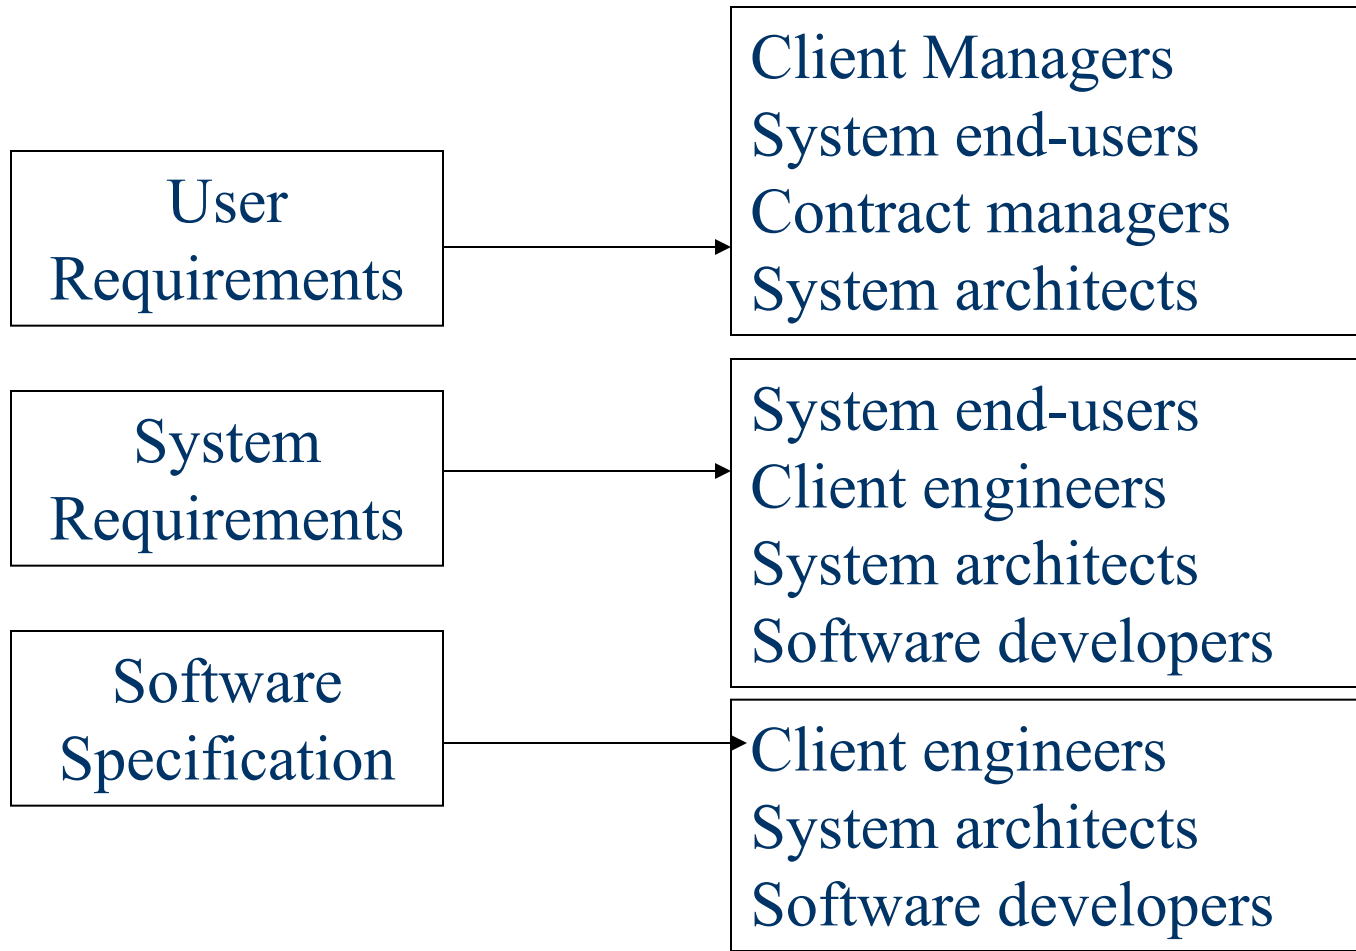 User
Requirements
Client Managers
System end-users
Contract managers
System architects
System
Requirements
System end-users
Client engineers
System architects
Software developers
Software
Specification
Client engineers
System architects
Software developers